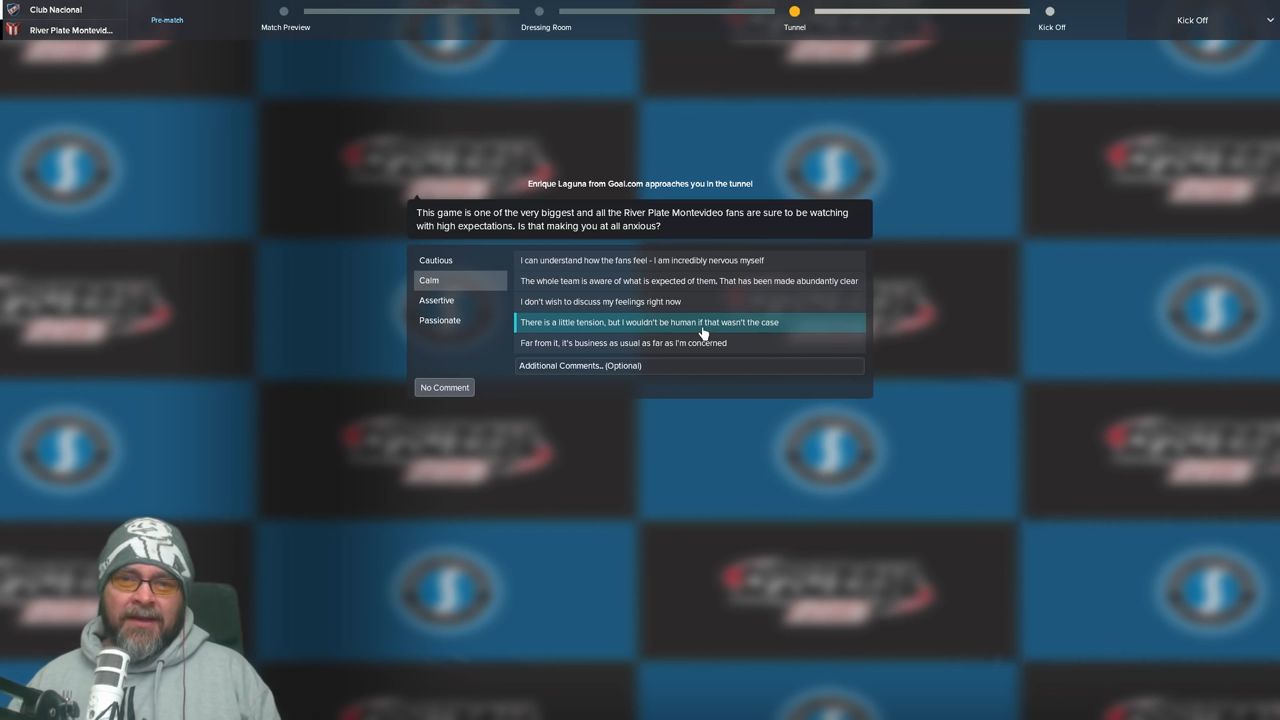 Club Nacional
River Plate Montevid...
Pre-match
Match Preview
Dressing Room
Tunnel
Kick Off
Kick Off
Enrique Laguna from Goal.com approaches you in the tunnel
This game is one of the very biggest and all the River Plate Montevideo fans are sure to be watching
with high expectations. Is that making you at all anxious?
Cautious
Calm
Assertive
Passionate
I can understand how the fans feel - I am incredibly nervous myself
The whole team is aware of what is expected of them. That has been made abundantly clear
I don't wish to discuss my feelings right now
There is a little tension, but I wouldn't be human if that wasn't the case
Far from it, it's business as usual as far as I'm concerned
Additional Comments.. (Optional)
No Comment